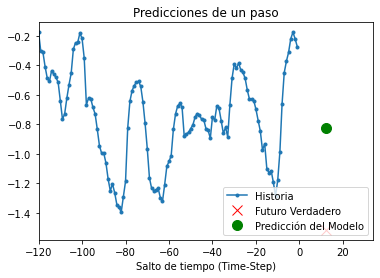 Predicciones de un paso
−0.2
−0.4
−0.6
−0.8
−1.0
−1.2
−1.4
−120 −100 −80 −60 −40 −20 0 20
Salto de tiempo (Time-Step)
Historia
Futuro Verdadero
Predicción del Modelo